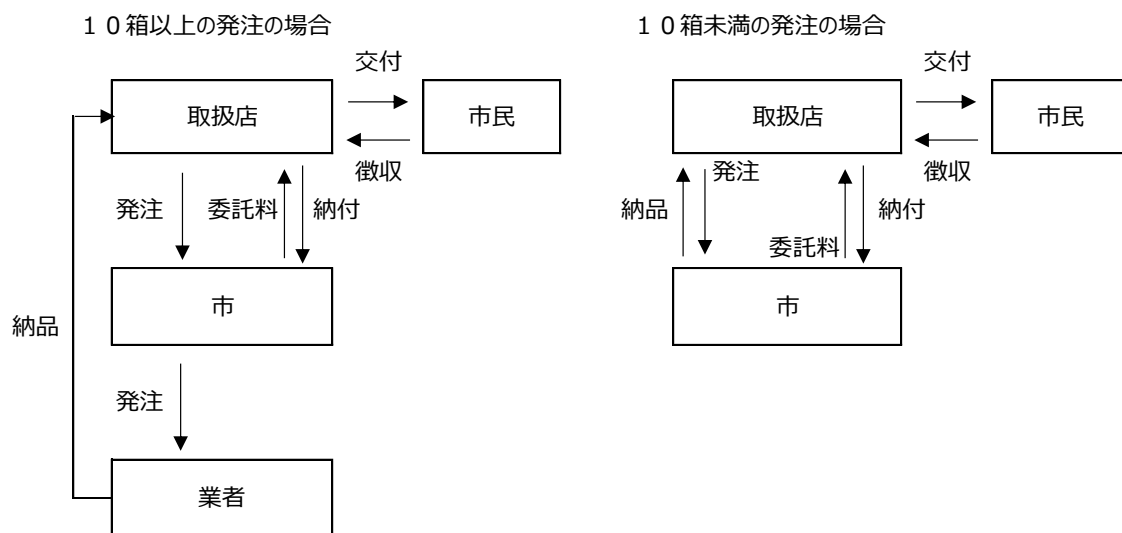 １０箱以上の発注の場合
交付
取扱店
市民
徴収
発注
委託料
納付
市
納品
発注
業者
１０箱未満の発注の場合
交付
取扱店
市民
徴収
発注
納品
納付
委託料
市